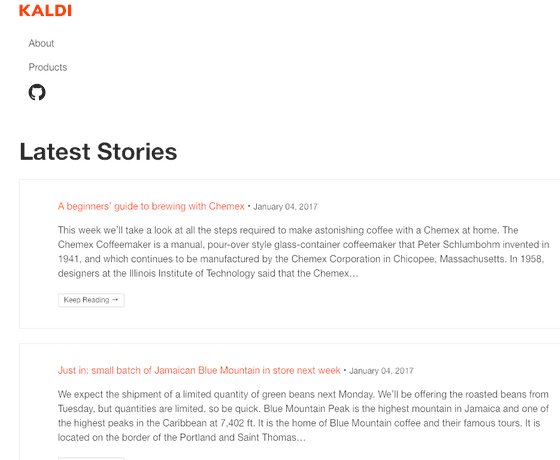 KALDI
About
Products
Latest Stories
A beginners’ guide to brewing with Chemex • January 04, 2017
This week we’ll take a look at all the steps required to make astonishing coffee with a Chemex at home. The
Chemex Coffeemaker is a manual, pour-over style glass-container coffeemaker that Peter Schlumbohm invented in
1941, and which continues to be manufactured by the Chemex Corporation in Chicopee, Massachusetts. In 1958,
designers at the Illinois Institute of Technology said that the Chemex…
Keep Reading →
Just in: small batch of Jamaican Blue Mountain in store next week • January 04, 2017
We expect the shipment of a limited quantity of green beans next Monday. We’ll be offering the roasted beans from
Tuesday, but quantities are limited, so be quick. Blue Mountain Peak is the highest mountain in Jamaica and one of
the highest peaks in the Caribbean at 7,402 ft. It is the home of Blue Mountain coffee and their famous tours. It is
located on the border of the Portland and Saint Thomas…